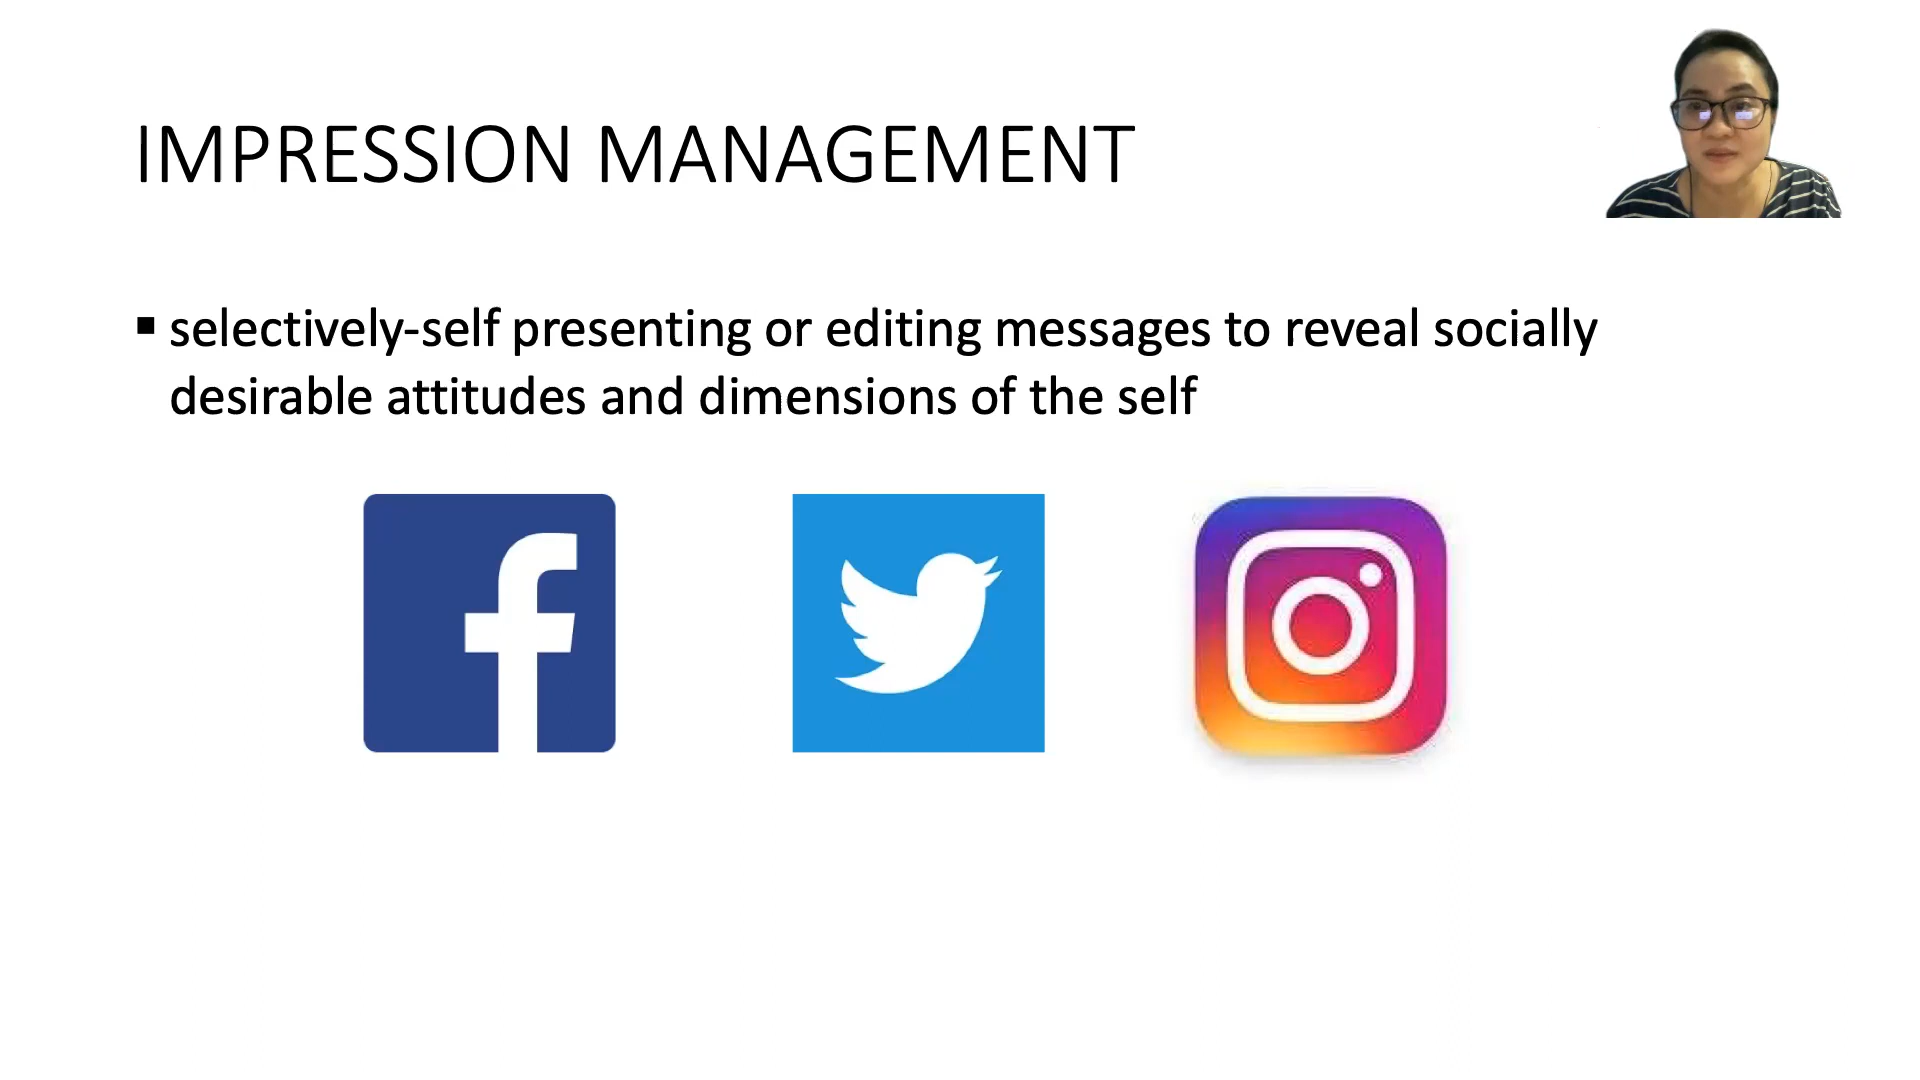 IMPRESSION MANAGEMENT
▪ selectively-self presenting or editing messages to reveal socially
desirable attitudes and dimensions of the self